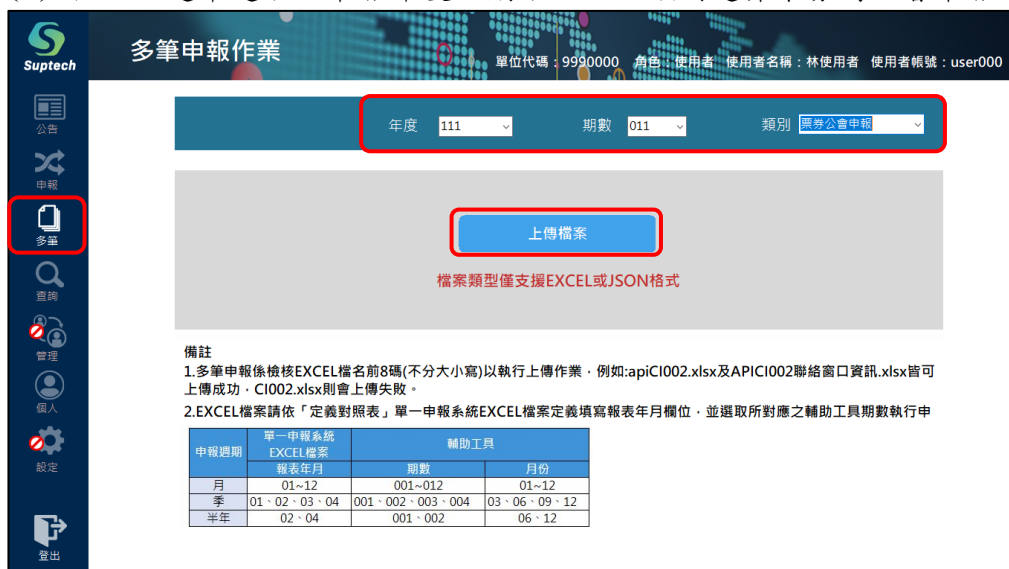 Suptech
多筆申報作業
單位代碼：9990000 角色：使用者 使用者名稱：林使用者 使用者帳號：user000
公告
申報
多筆
查詢
管理
個人
設定
登出
年度 111 期數 011 類別 票券公會申報
上傳檔案
檔案類型僅支援EXCEL或JSON格式
備註
1.多筆申報係檢核EXCEL檔名前8碼(不分大小寫)以執行上傳作業，例如:apiCI002.xlsx及APICI002聯絡窗口資訊.xlsx皆可
上傳成功，CI002.xlsx則會上傳失敗。
2.EXCEL檔案請依「定義對照表」單一申報系統EXCEL檔案定義填寫報表年月欄位，並選取所對應之輔助工具期數執行申
申報週期 單一申報系統 輔助工具
EXCEL檔案
報表年月 期數 月份
月 01~12 001~012 01~12
季 01、02、03、04 001、002、003、004 03、06、09、12
半年 02、04 001、002 06、12